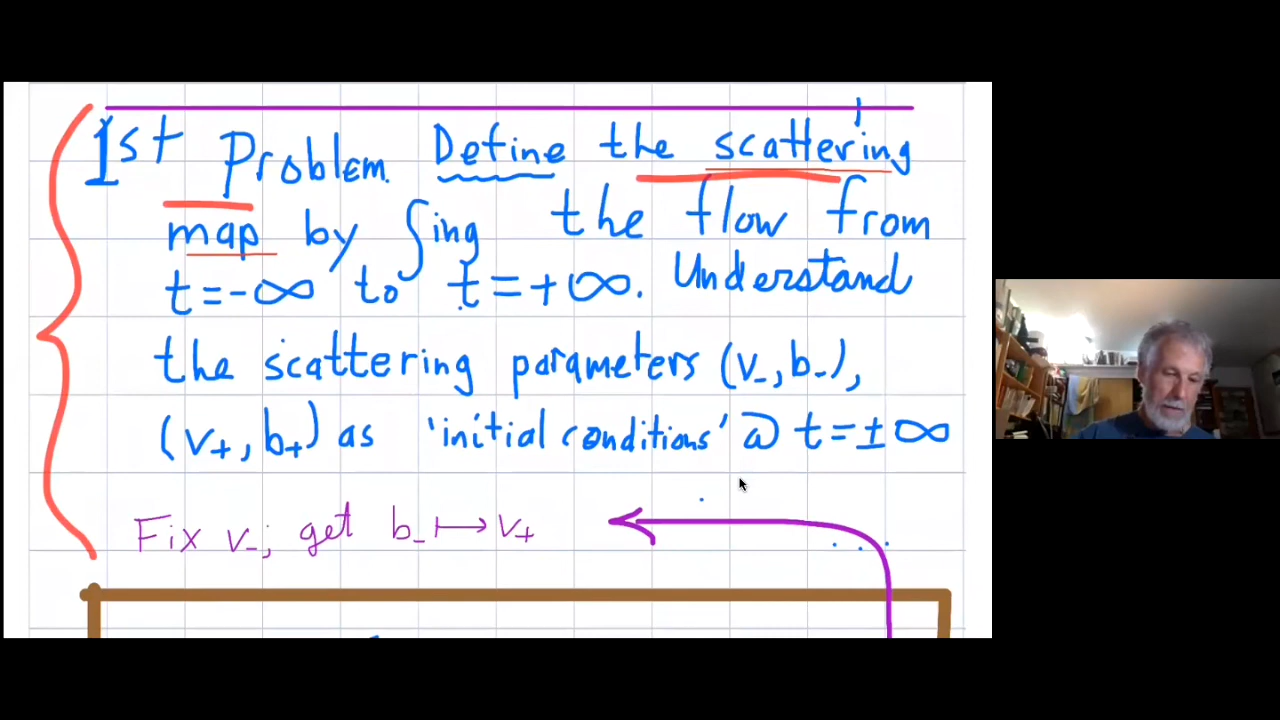 1st Problem. Define the scattering
map by ∫ing the flow from
t=-∞ to t=+∞. Understand
the scattering parameters (v₋,b₋),
(v₊,b₊) as 'initial conditions' @ t=±∞
Fix v₋; get b₋ ↦ v₊